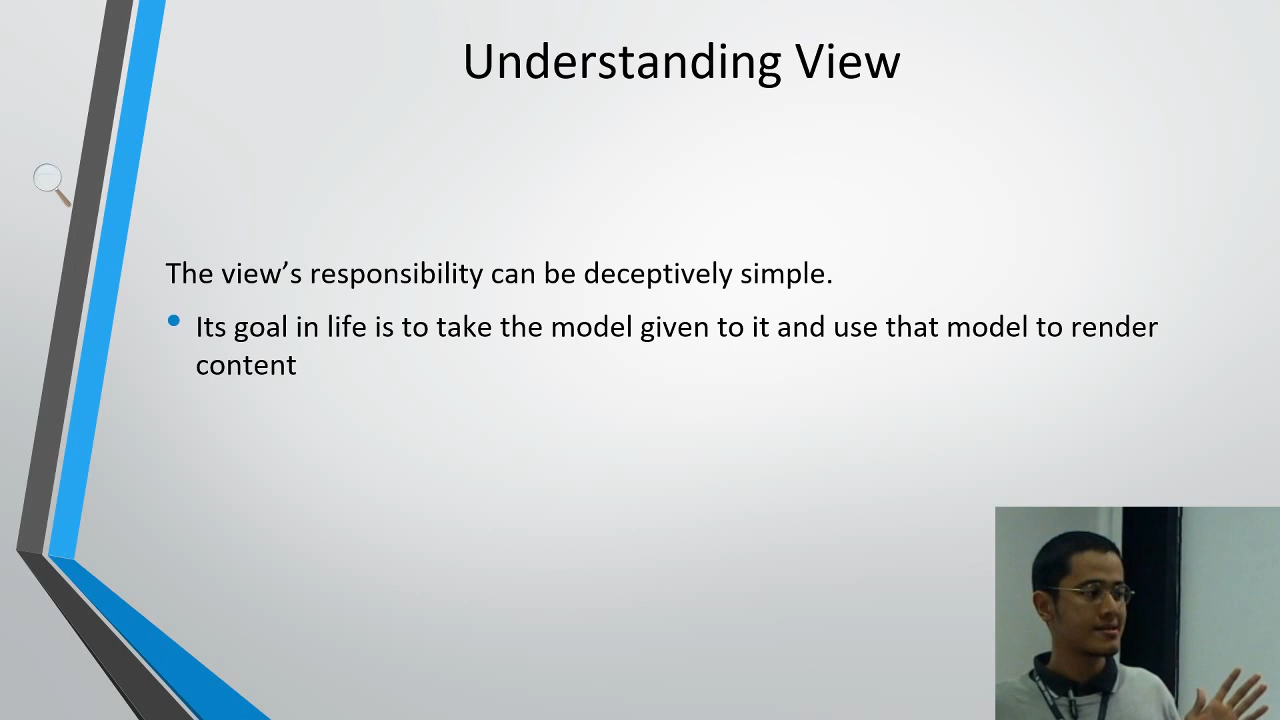 Understanding View
The view’s responsibility can be deceptively simple.
Its goal in life is to take the model given to it and use that model to render
content